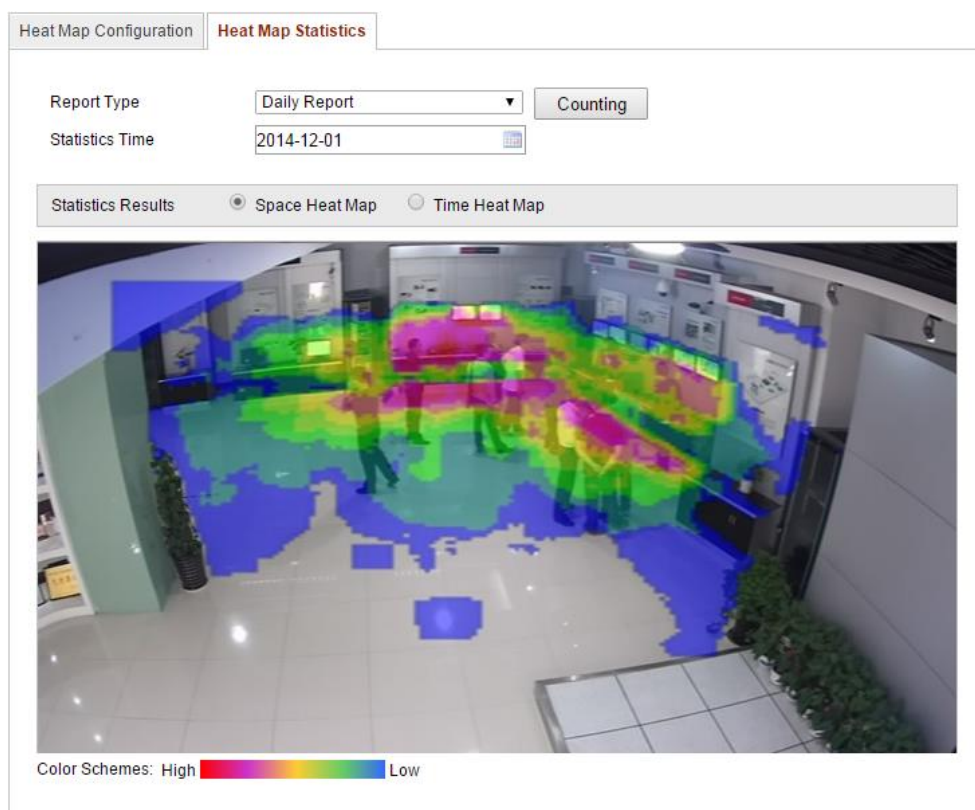 Heat Map Configuration Heat Map Statistics
Report Type Daily Report Counting
Statistics Time 2014-12-01
Statistics Results Space Heat Map Time Heat Map
Color Schemes: High Low